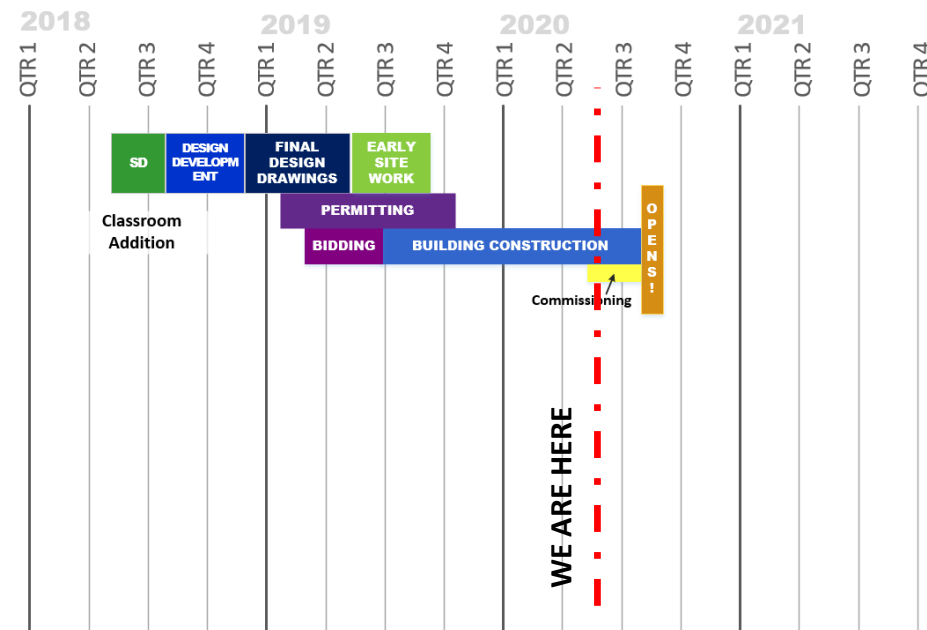 2018 2019 2020 2021
QTR 1 QTR 2 QTR 3 QTR 4 QTR 1 QTR 2 QTR 3 QTR 4 QTR 1 QTR 2 QTR 3 QTR 4 QTR 1 QTR 2 QTR 3 QTR 4
SD
DESIGN
DEVELOPM
ENT
FINAL
DESIGN
DRAWINGS
EARLY
SITE
WORK
Classroom
Addition
PERMITTING
BIDDING
BUILDING CONSTRUCTION
OPENS!
Commissioning
WE ARE HERE